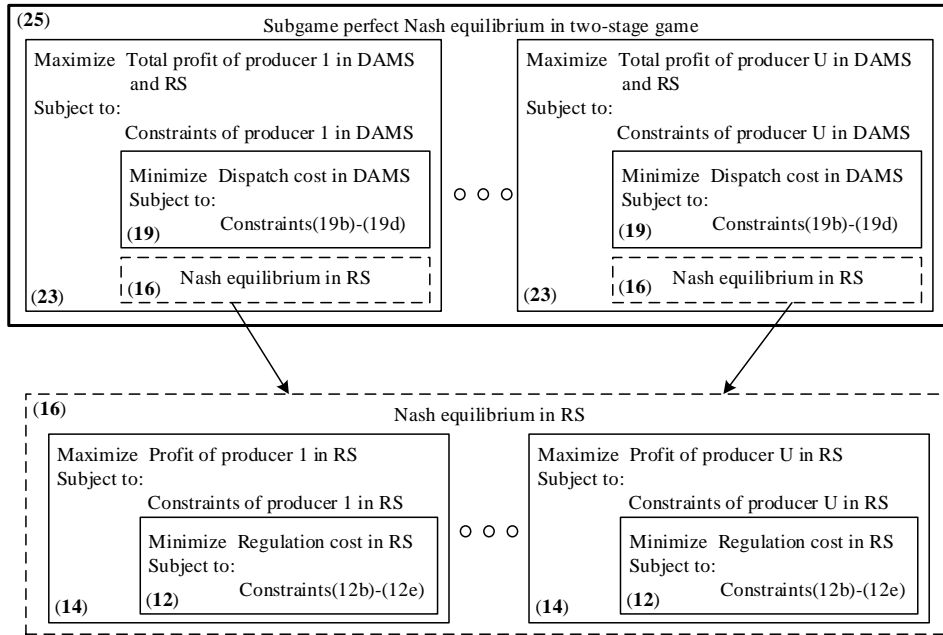 (25)
Subgame perfect Nash equilibrium in two-stage game
Maximize Total profit of producer 1 in DAMS
and RS
Subject to:
Constraints of producer 1 in DAMS
Minimize Dispatch cost in DAMS
Subject to:
Constraints(19b)-(19d)
(19)
Nash equilibrium in RS
(16)
(23)
Maximize Total profit of producer U in DAMS
and RS
Subject to:
Constraints of producer U in DAMS
Minimize Dispatch cost in DAMS
Subject to:
Constraints(19b)-(19d)
(19)
Nash equilibrium in RS
(16)
(23)
(16)
Nash equilibrium in RS
Maximize Profit of producer 1 in RS
Subject to:
Constraints of producer 1 in RS
Minimize Regulation cost in RS
Subject to:
Constraints(12b)-(12e)
(12)
(14)
Maximize Profit of producer U in RS
Subject to:
Constraints of producer U in RS
Minimize Regulation cost in RS
Subject to:
Constraints(12b)-(12e)
(12)
(14)